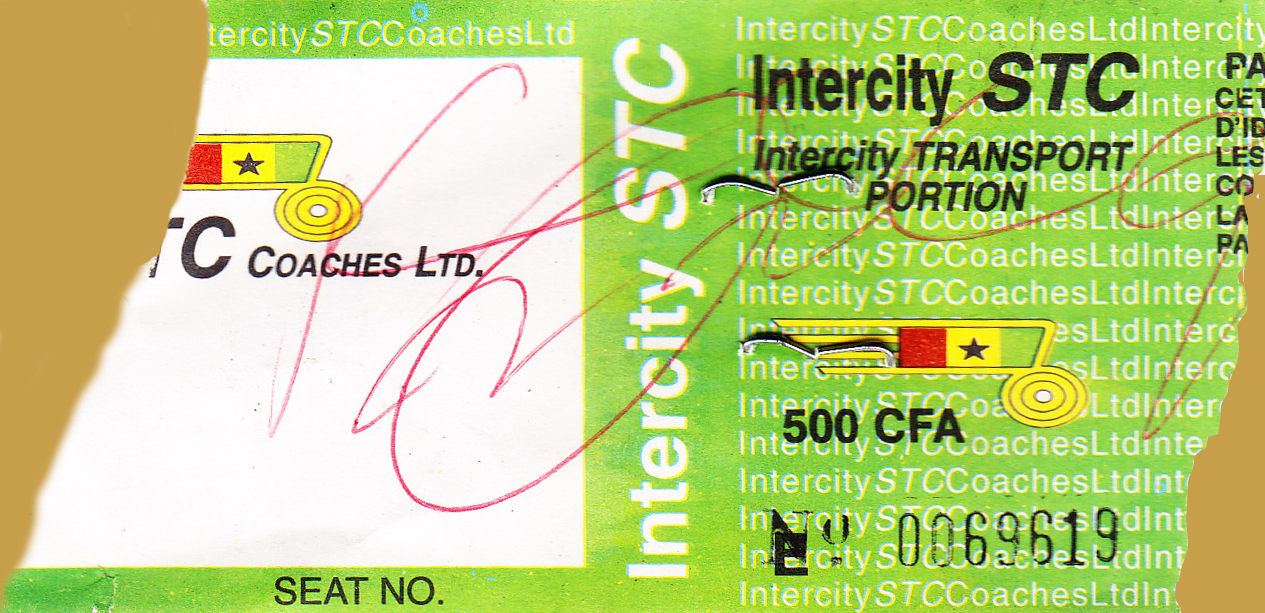 tercitySTCCoachesLtd
TC COACHES LTD.
SEAT NO.
Intercity STC
IntercitySTCCoachesLtdIntercity
Intercity STC
Intercity TRANSPORT
PORTION
500 CFA
No 0069619
PA
CET
D'ID
LES
CO
LA
PA